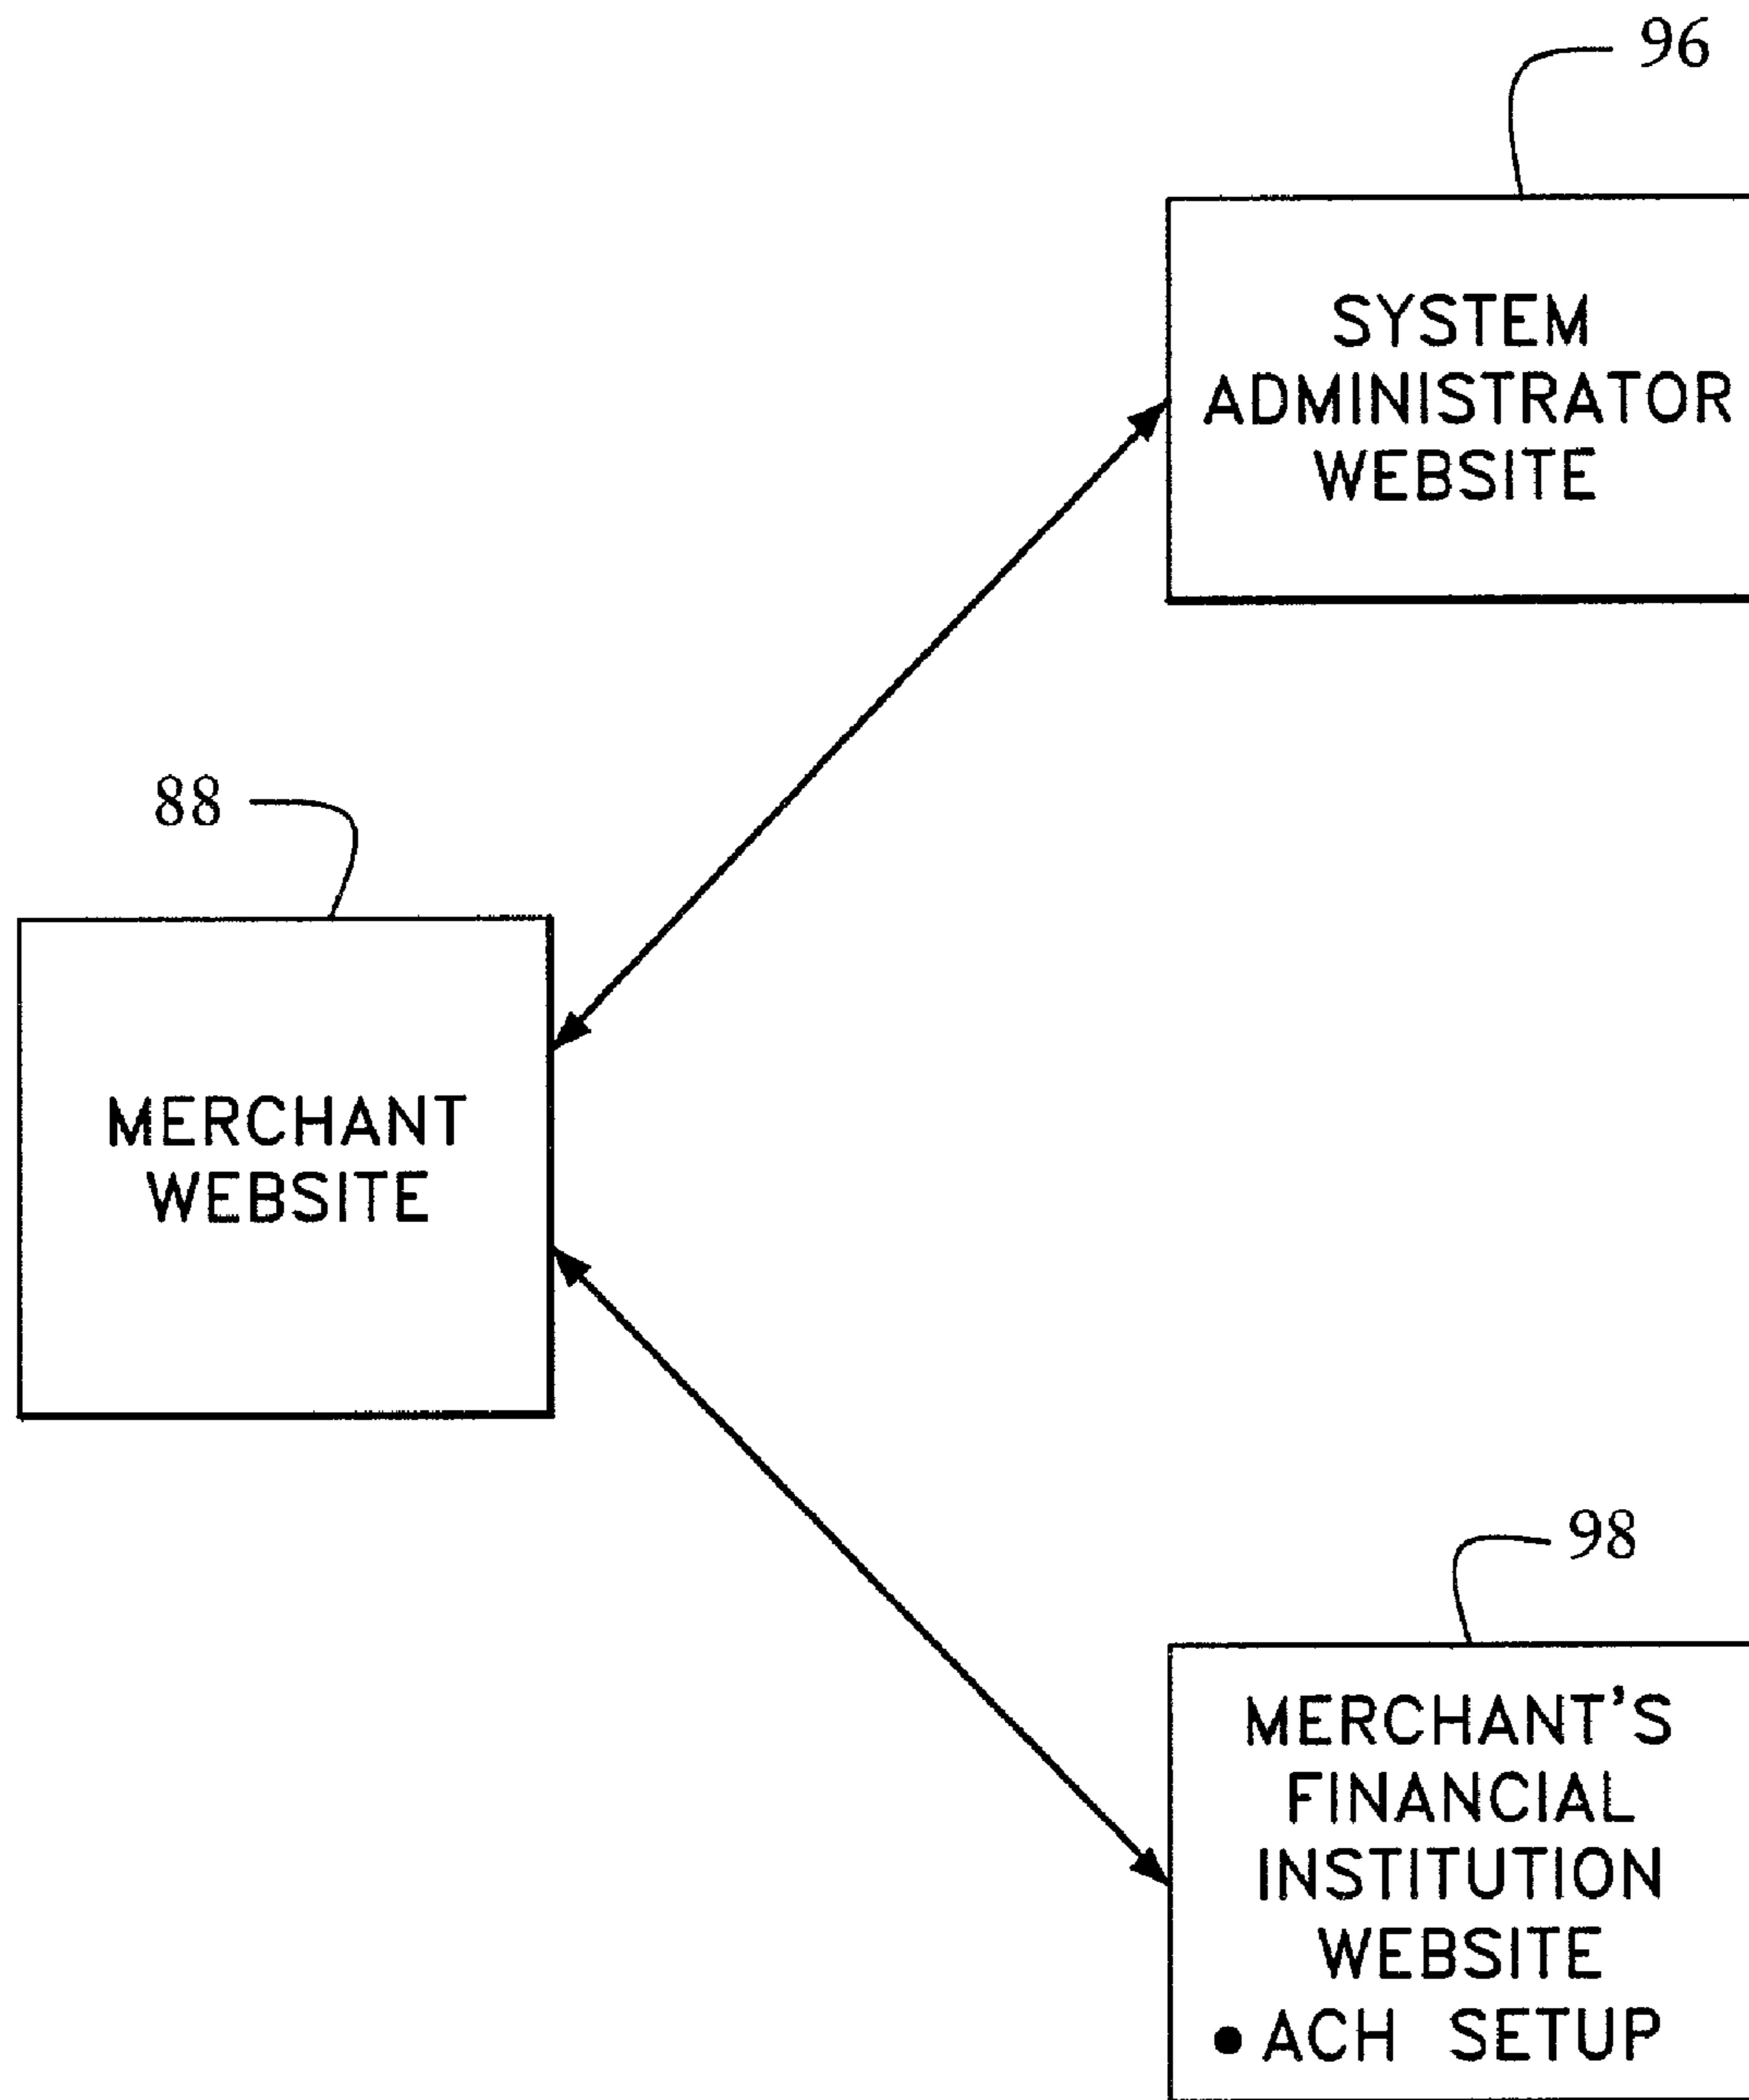 96
SYSTEM
ADMINISTRATOR
WEBSITE
88
MERCHANT
WEBSITE
98
MERCHANT'S
FINANCIAL
INSTITUTION
WEBSITE
● ACH SETUP